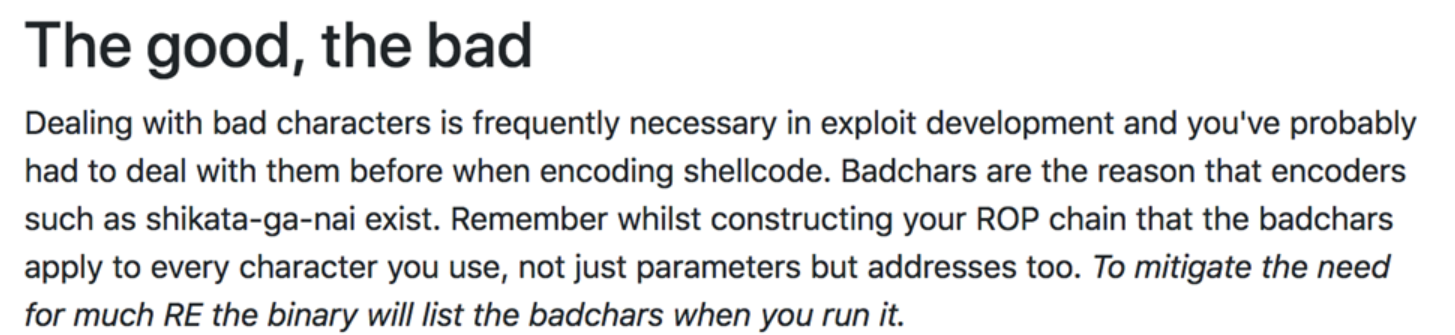 The good, the bad
Dealing with bad characters is frequently necessary in exploit development and you've probably
had to deal with them before when encoding shellcode. Badchars are the reason that encoders
such as shikata-ga-nai exist. Remember whilst constructing your ROP chain that the badchars
apply to every character you use, not just parameters but addresses too. To mitigate the need
for much RE the binary will list the badchars when you run it.